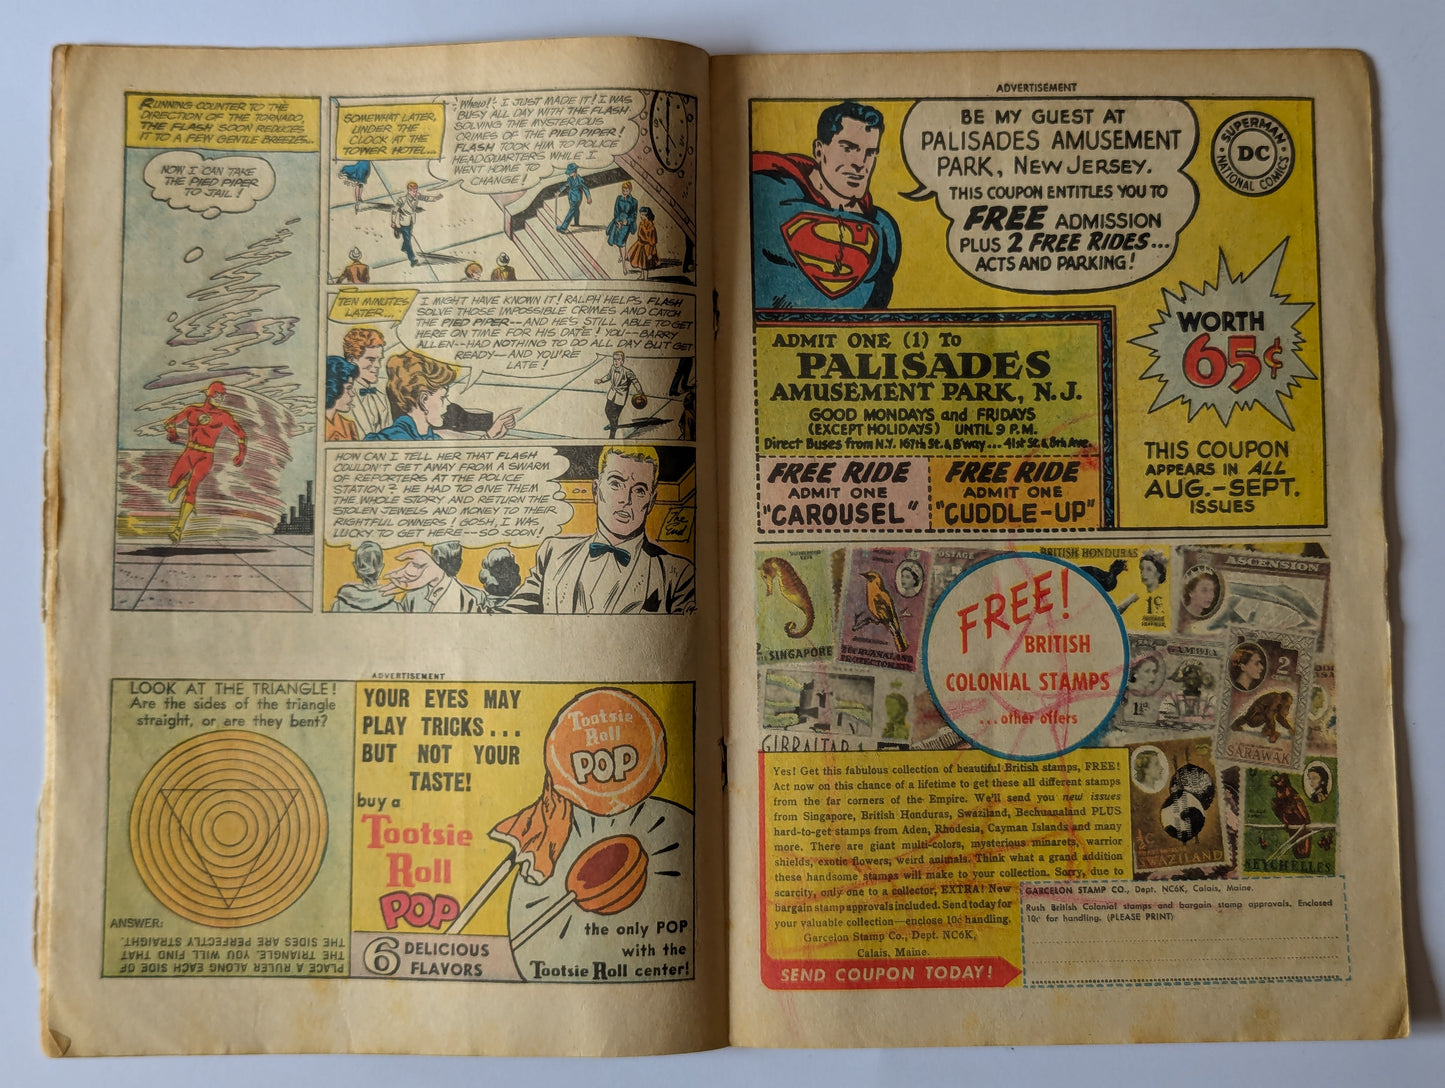 RUNNING COUNTER TO THE
DIRECTION OF THE TORNADO,
THE FLASH SOON REDUCES
IT TO A FEW GENTLE BREEZES...
NOW I CAN TAKE
THE PIED PIPER
TO JAIL!
SOMEWHAT LATER,
UNDER THE
CLOCK AT THE
TOWER HOTEL...
:WHEW!: I JUST MADE IT! I WAS
BUSY ALL DAY WITH THE FLASH
SOLVING THE MYSTERIOUS
CRIMES OF THE PIED PIPER!
FLASH TOOK HIM TO POLICE
HEADQUARTERS WHILE I
WENT HOME TO
CHANGE!
TEN MINUTES
LATER...
I MIGHT HAVE KNOWN IT! RALPH HELPS FLASH
SOLVE THOSE IMPOSSIBLE CRIMES AND CATCH
THE PIED PIPER--AND HE'S STILL ABLE TO GET
HERE ON TIME FOR HIS DATE! YOU--BARRY
ALLEN--HAD NOTHING TO DO ALL DAY BUT GET
READY--AND YOU'RE
LATE!
HOW CAN I TELL HER THAT FLASH
COULDN'T GET AWAY FROM A SWARM
OF REPORTERS AT THE POLICE
STATION? HE HAD TO GIVE THEM
THE WHOLE STORY AND RETURN THE
STOLEN JEWELS AND MONEY TO THEIR
RIGHTFUL OWNERS! GOSH, I WAS
LUCKY TO GET HERE--SO SOON!
The
End
14
ADVERTISEMENT
LOOK AT THE TRIANGLE!
Are the sides of the triangle
straight, or are they bent?
ANSWER:
PLACE A RULER ALONG EACH SIDE OF
THE TRIANGLE. YOU WILL FIND THAT
THE SIDES ARE PERFECTLY STRAIGHT.
YOUR EYES MAY
PLAY TRICKS...
BUT NOT YOUR
TASTE!
buy a
Tootsie
Roll
POP
6 DELICIOUS
FLAVORS
Tootsie
Roll
POP
the only POP
with the
Tootsie Roll center!
ADVERTISEMENT
BE MY GUEST AT
PALISADES AMUSEMENT
PARK, NEW JERSEY.
THIS COUPON ENTITLES YOU TO
FREE ADMISSION
PLUS 2 FREE RIDES...
ACTS AND PARKING!
SUPERMAN
DC
NATIONAL COMICS
S
WORTH
65¢
ADMIT ONE (1) TO
PALISADES
AMUSEMENT PARK, N.J.
GOOD MONDAYS and FRIDAYS
(EXCEPT HOLIDAYS) UNTIL 9 P.M.
Direct Buses from N.Y. 167th St. & B'way... 41st St. & 8th Ave.
FREE RIDE
ADMIT ONE
"CAROUSEL"
FREE RIDE
ADMIT ONE
"CUDDLE-UP"
THIS COUPON
APPEARS IN ALL
AUG.-SEPT.
ISSUES
SINGAPORE
BECHUANALAND
PROTECTORATE
POSTAGE
BRITISH HONDURAS
1c
ASCENSION
GAMBIA
1½d
2
SARAWAK
GIBRALTAR
½c
SWAZILAND
SEYCHELLES
FREE!
BRITISH
COLONIAL STAMPS
...other offers
Yes! Get this fabulous collection of beautiful British stamps, FREE!
Act now on this chance of a lifetime to get these all different stamps
from the far corners of the Empire. We'll send you new issues
from Singapore, British Honduras, Swaziland, Bechuanaland PLUS
hard-to-get stamps from Aden, Rhodesia, Cayman Islands and many
more. There are giant multi-colors, mysterious minarets, warrior
shields, exotic flowers, weird animals. Think what a grand addition
these handsome stamps will make to your collection. Sorry, due to
scarcity, only one to a collector, EXTRA! Now
bargain stamp approvals included. Send today for
your valuable collection—enclose 10¢ handling.
Garcelon Stamp Co., Dept. NC6K,
Calais, Maine.
SEND COUPON TODAY!
GARCELON STAMP CO., Dept. NC6K, Calais, Maine.
Rush British Colonial stamps and bargain stamp approvals. Enclosed
10¢ for handling. (PLEASE PRINT)